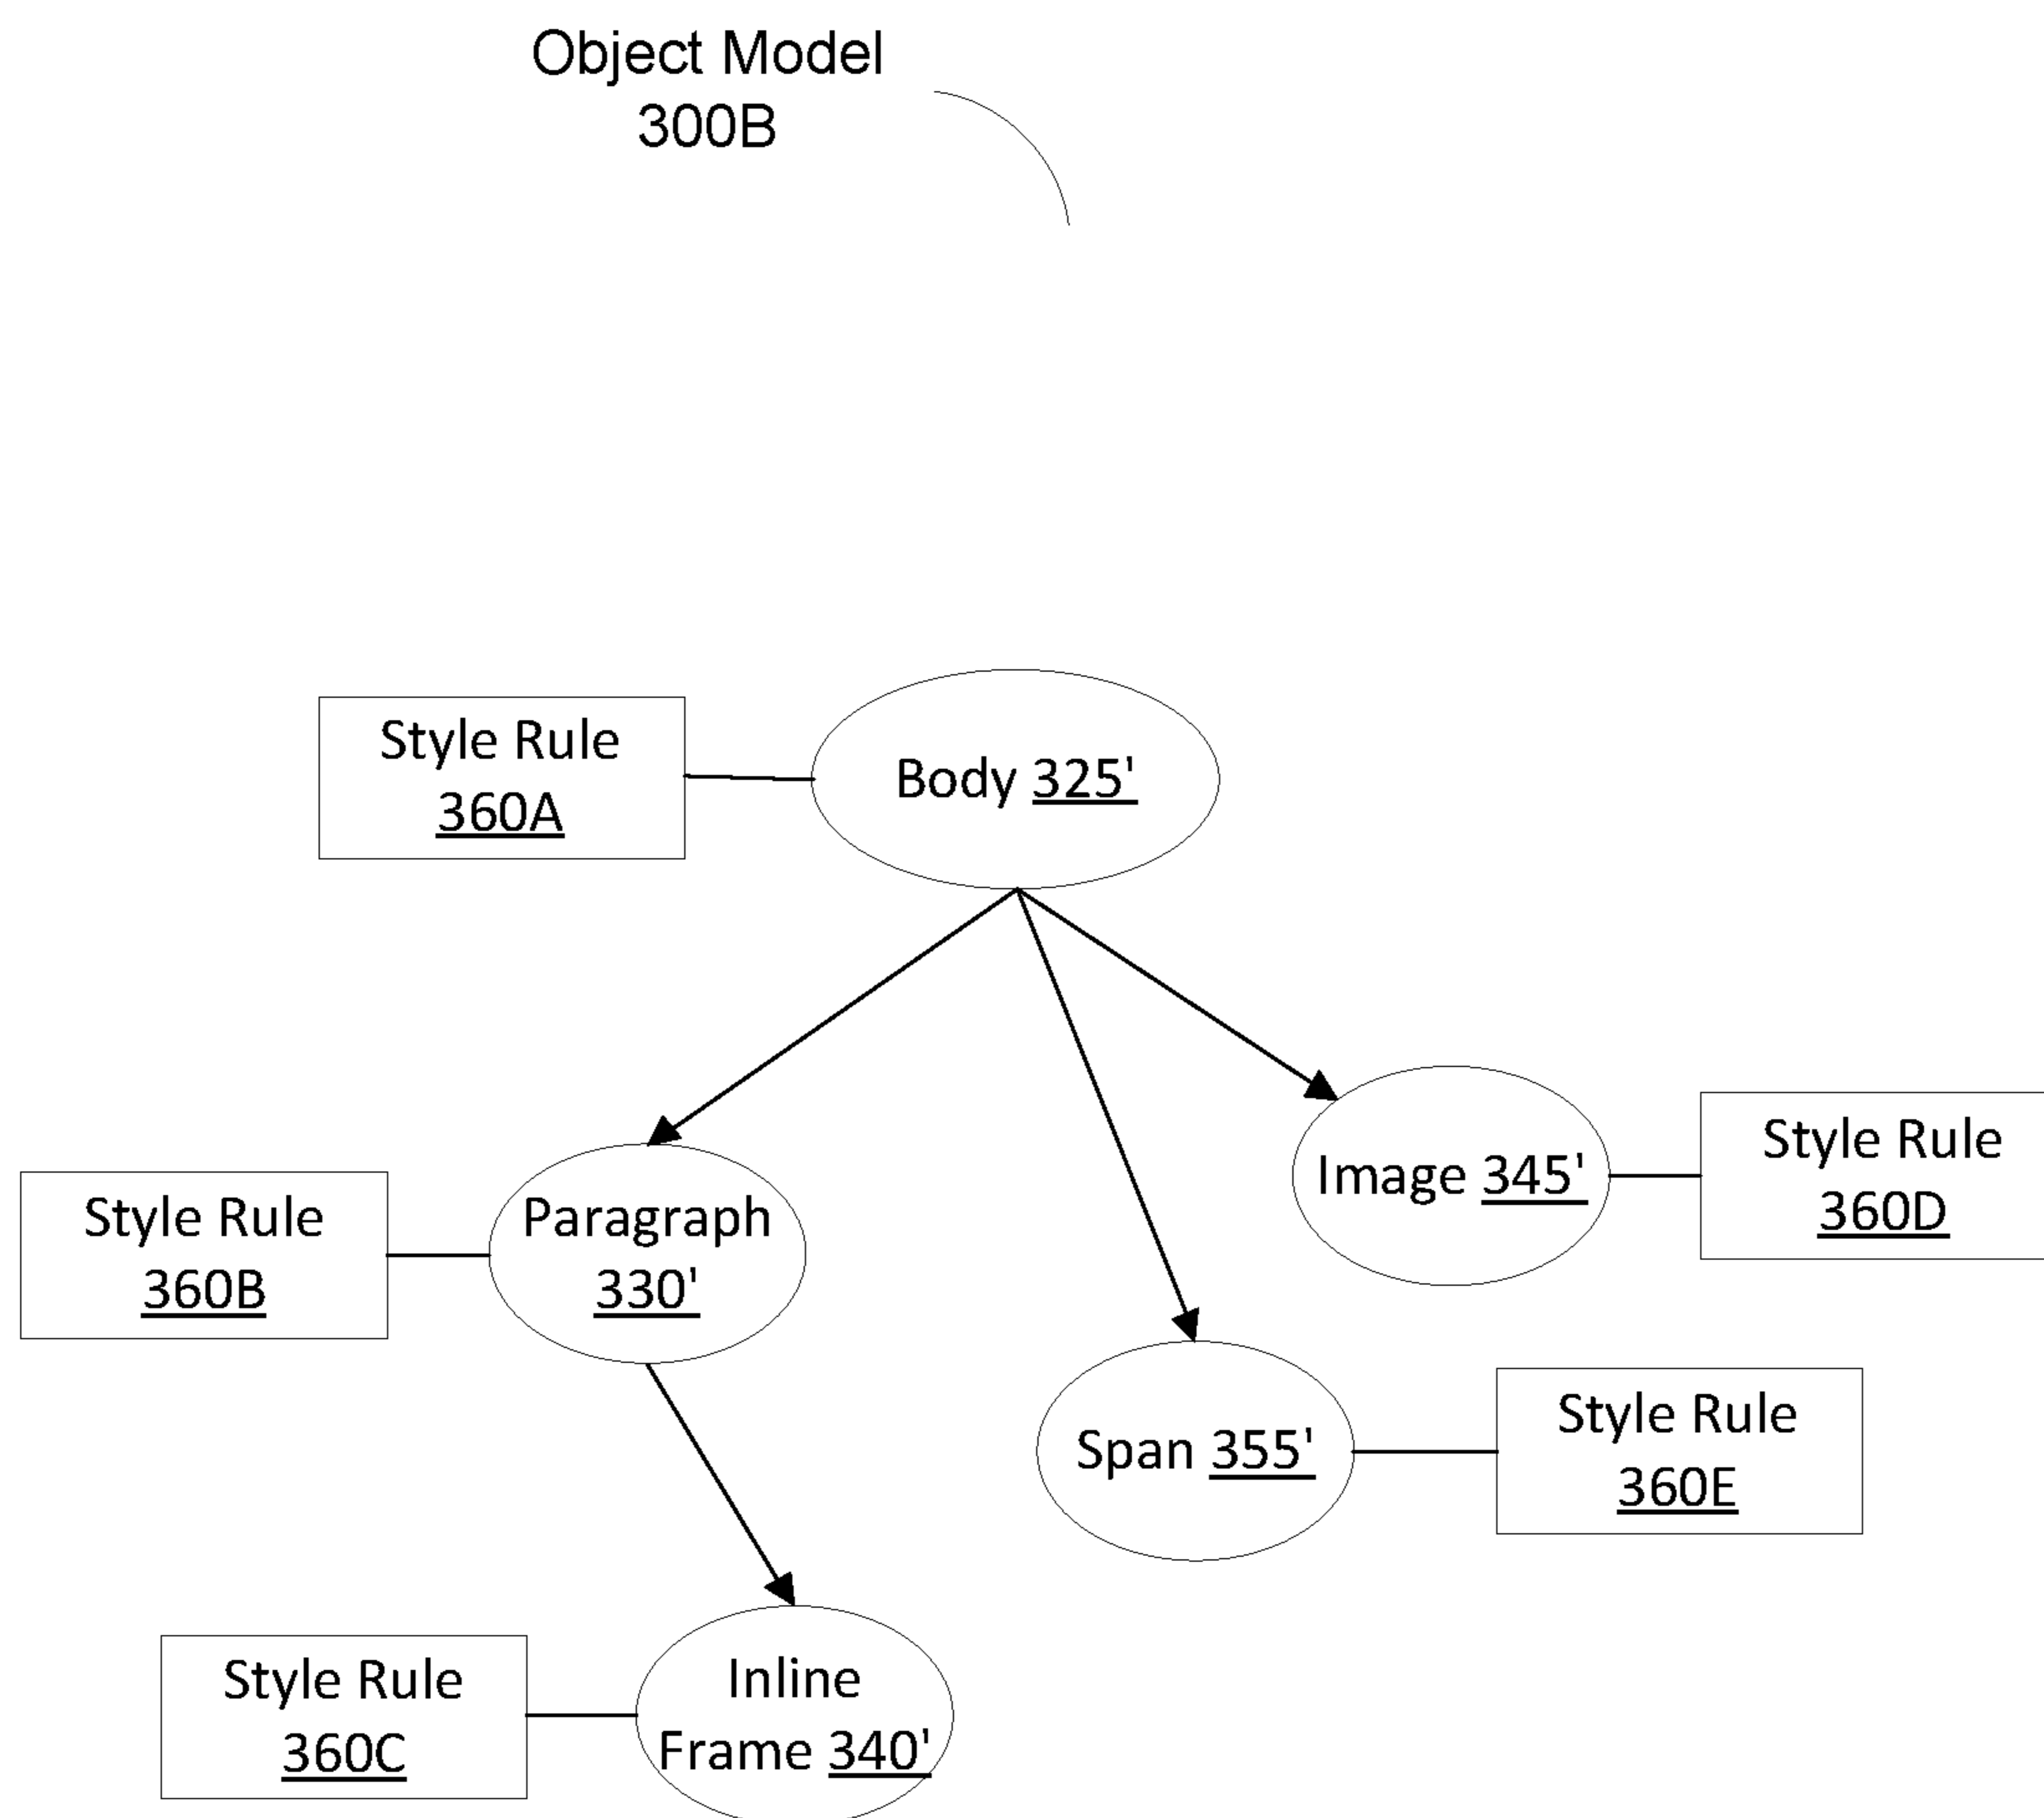 Object Model
300B
Style Rule
360A
Body 325'
Style Rule
360B
Paragraph
330'
Image 345'
Style Rule
360D
Span 355'
Style Rule
360E
Style Rule
360C
Inline
Frame 340'